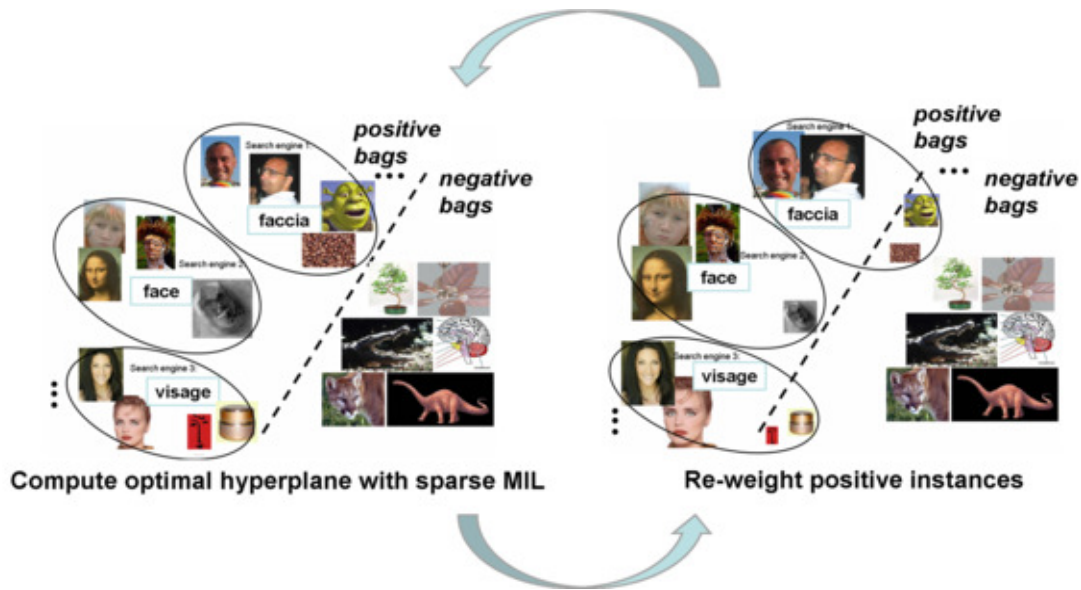 positive
bags
...
negative
bags
Search engine 1:
faccia
Search engine 2:
face
Search engine 3:
visage
...
Compute optimal hyperplane with sparse MIL
positive
bags
...
negative
bags
Search engine 1:
faccia
Search engine 2:
face
Search engine 3:
visage
...
Re-weight positive instances